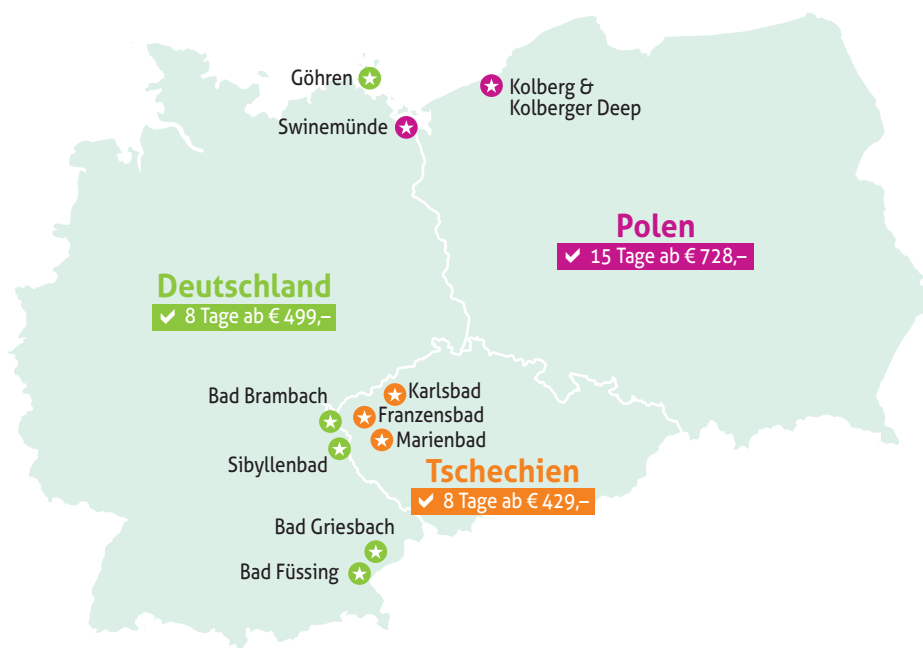 Göhren
Kolberg &
Kolberger Deep
Swinemünde
Polen
15 Tage ab € 728,–
Deutschland
8 Tage ab € 499,–
Bad Brambach
Karlsbad
Franzensbad
Marienbad
Sibyllenbad
Tschechien
8 Tage ab € 429,–
Bad Griesbach
Bad Füssing